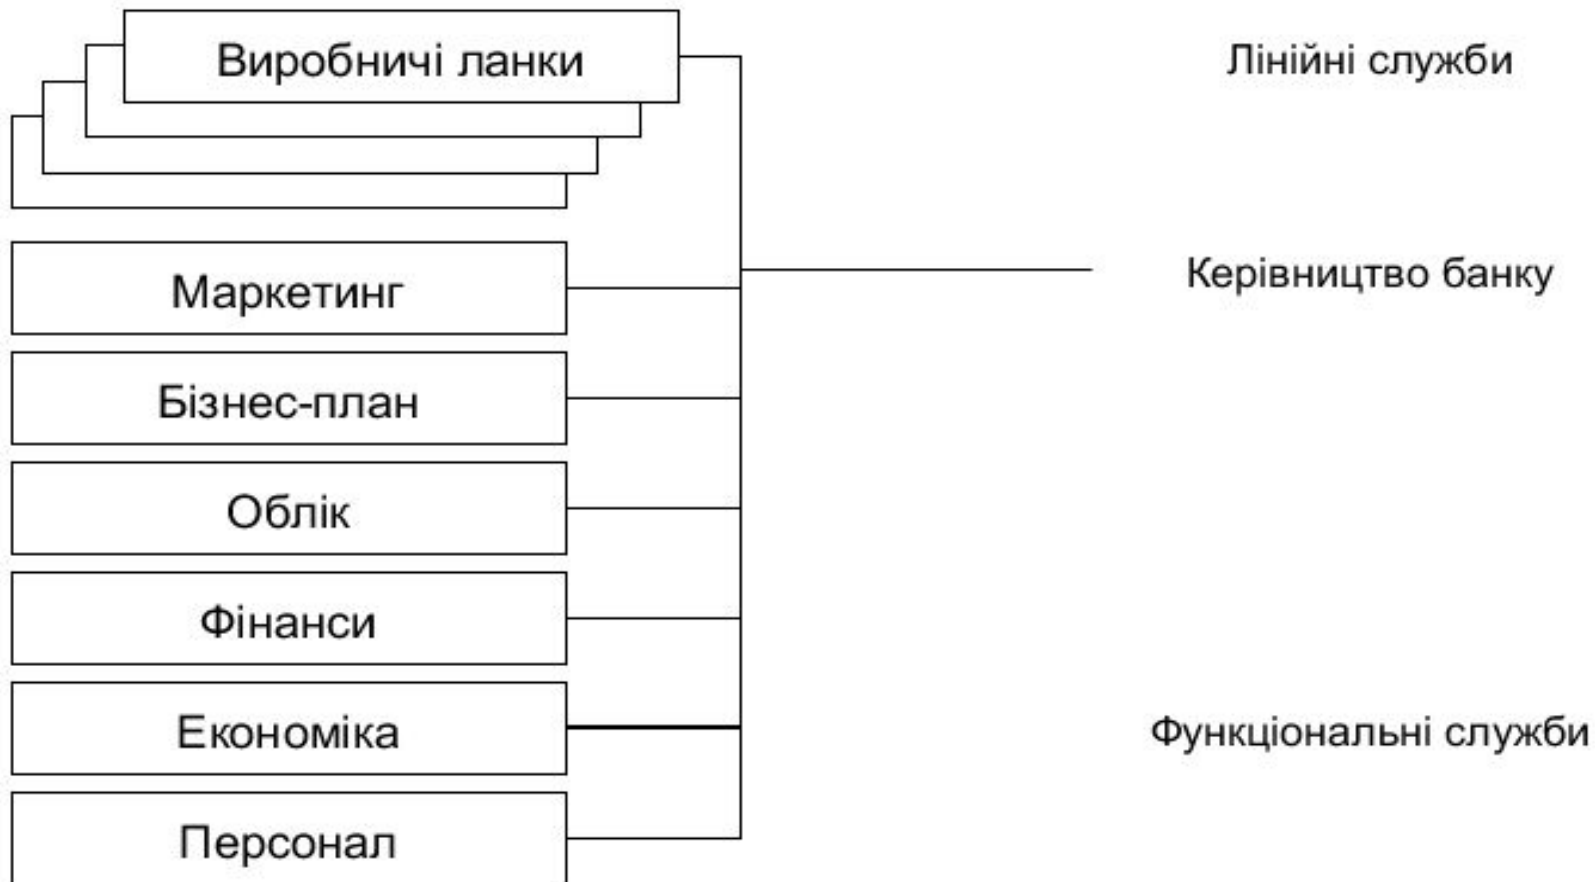 Виробничі ланки
Лінійні служби
Маркетинг
Керівництво банку
Бізнес-план
Облік
Фінанси
Економіка
Функціональні служби
Персонал